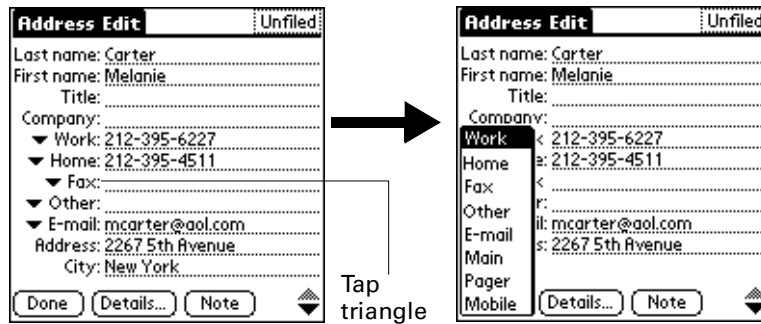 Address Edit Unfiled
Last name: Carter
First name: Melanie
Title:
Company:
Work: 212-395-6227
Home: 212-395-4511
Fax:
Other:
E-mail: mcarter@aol.com
Address: 2267 5th Avenue
City: New York
Done Details... Note
Tap
triangle
Address Edit Unfiled
Last name: Carter
First name: Melanie
Title:
Company:
Work 212-395-6227
Home e: 212-395-4511
Fax
Other r:
E-mail il: mcarter@aol.com
Main s: 2267 5th Avenue
Pager
Mobile Details... Note